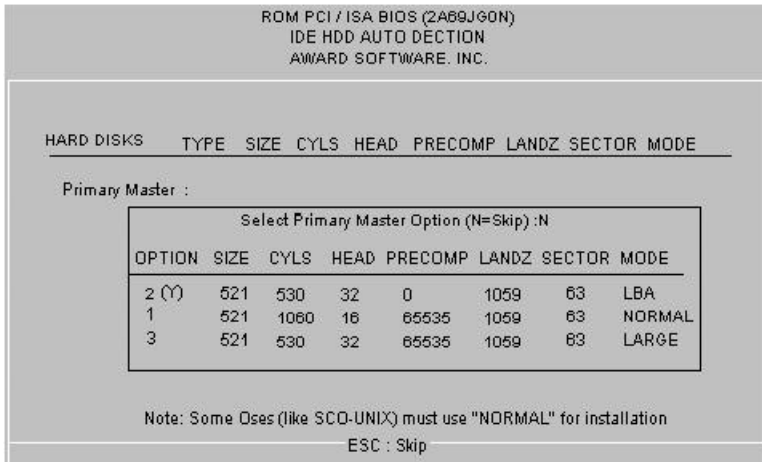 ROM PCI / ISA BIOS (2A69JG0N)
IDE HDD AUTO DECTION
AWARD SOFTWARE. INC.
HARD DISKS TYPE SIZE CYLS HEAD PRECOMP LANDZ SECTOR MODE
Primary Master :
Select Primary Master Option (N=Skip) :N
OPTION SIZE CYLS HEAD PRECOMP LANDZ SECTOR MODE
2 (Y) 521 530 32 0 1059 63 LBA
1 521 1060 16 65535 1059 63 NORMAL
3 521 530 32 65535 1059 63 LARGE
Note: Some Oses (like SCO-UNIX) must use "NORMAL" for installation
ESC : Skip